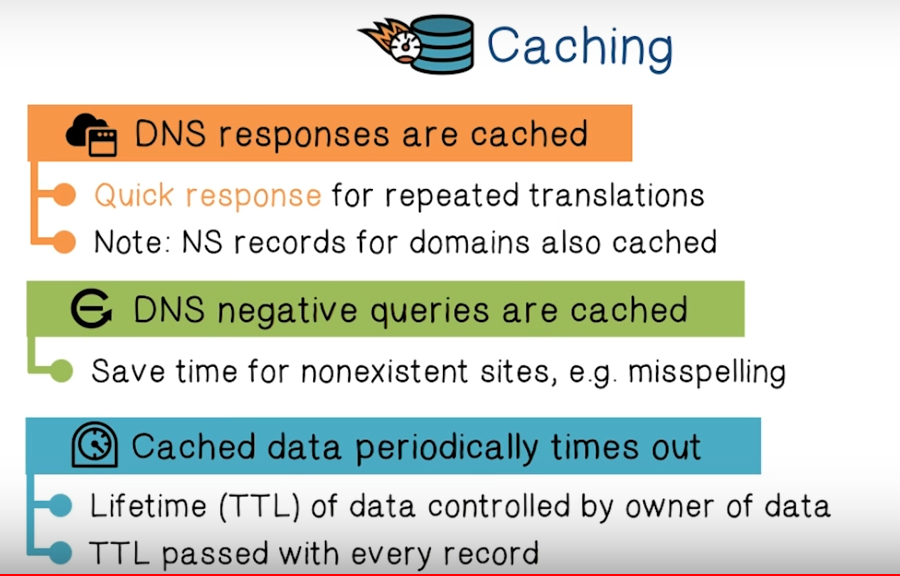 Caching
DNS responses are cached
Quick response for repeated translations
Note: NS records for domains also cached
DNS negative queries are cached
Save time for nonexistent sites, e.g. misspelling
Cached data periodically times out
Lifetime (TTL) of data controlled by owner of data
TTL passed with every record